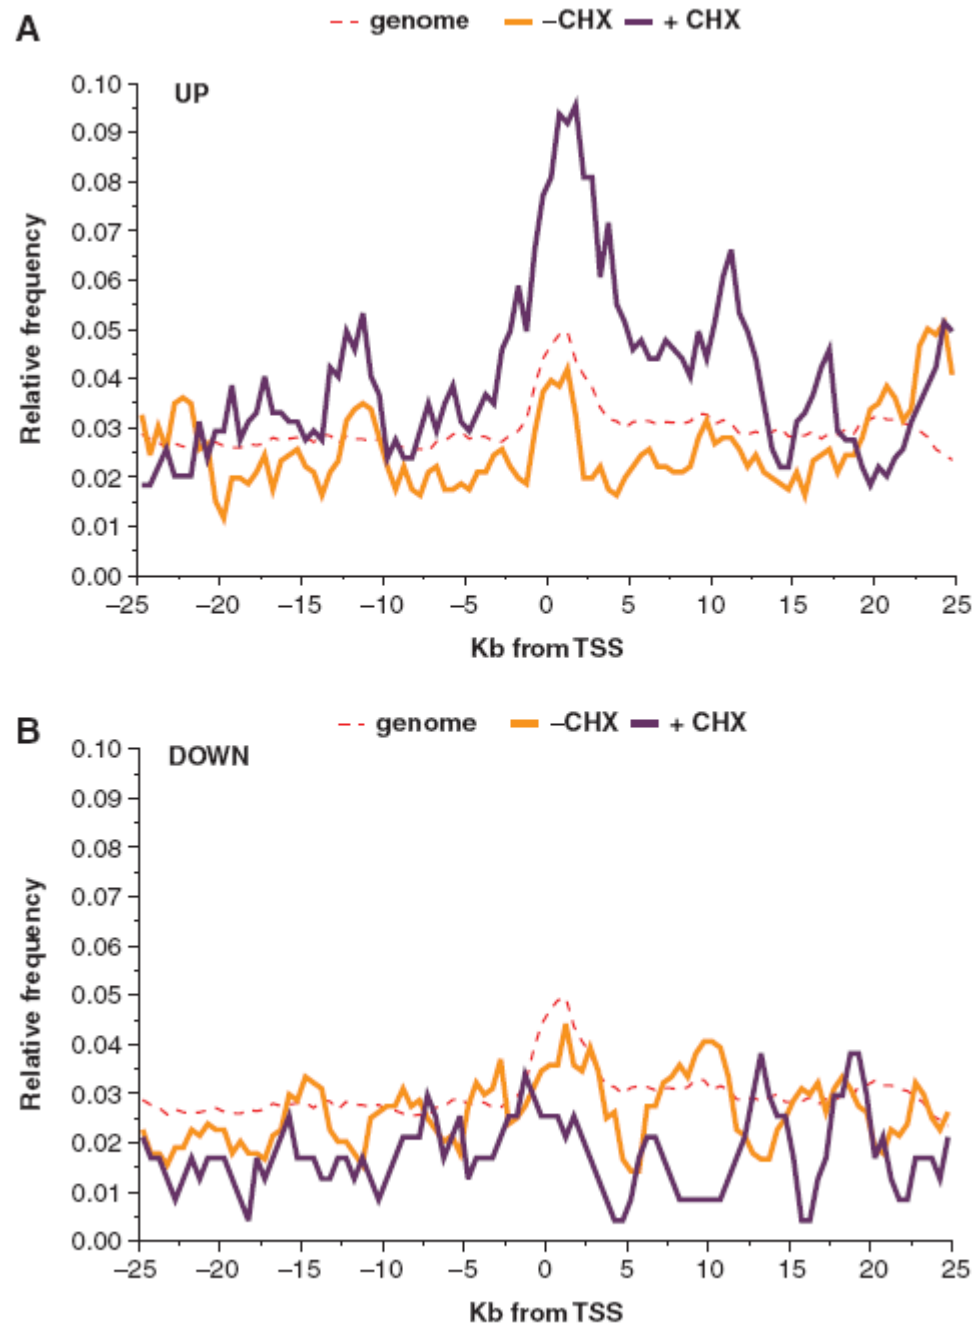 A
genome –CHX + CHX
UP
0.10
0.09
0.08
0.07
0.06
0.05
0.04
0.03
0.02
0.01
0.00
Relative frequency
–25 –20 –15 –10 –5 0 5 10 15 20 25
Kb from TSS
B
genome –CHX + CHX
DOWN
0.10
0.09
0.08
0.07
0.06
0.05
0.04
0.03
0.02
0.01
0.00
Relative frequency
–25 –20 –15 –10 –5 0 5 10 15 20 25
Kb from TSS